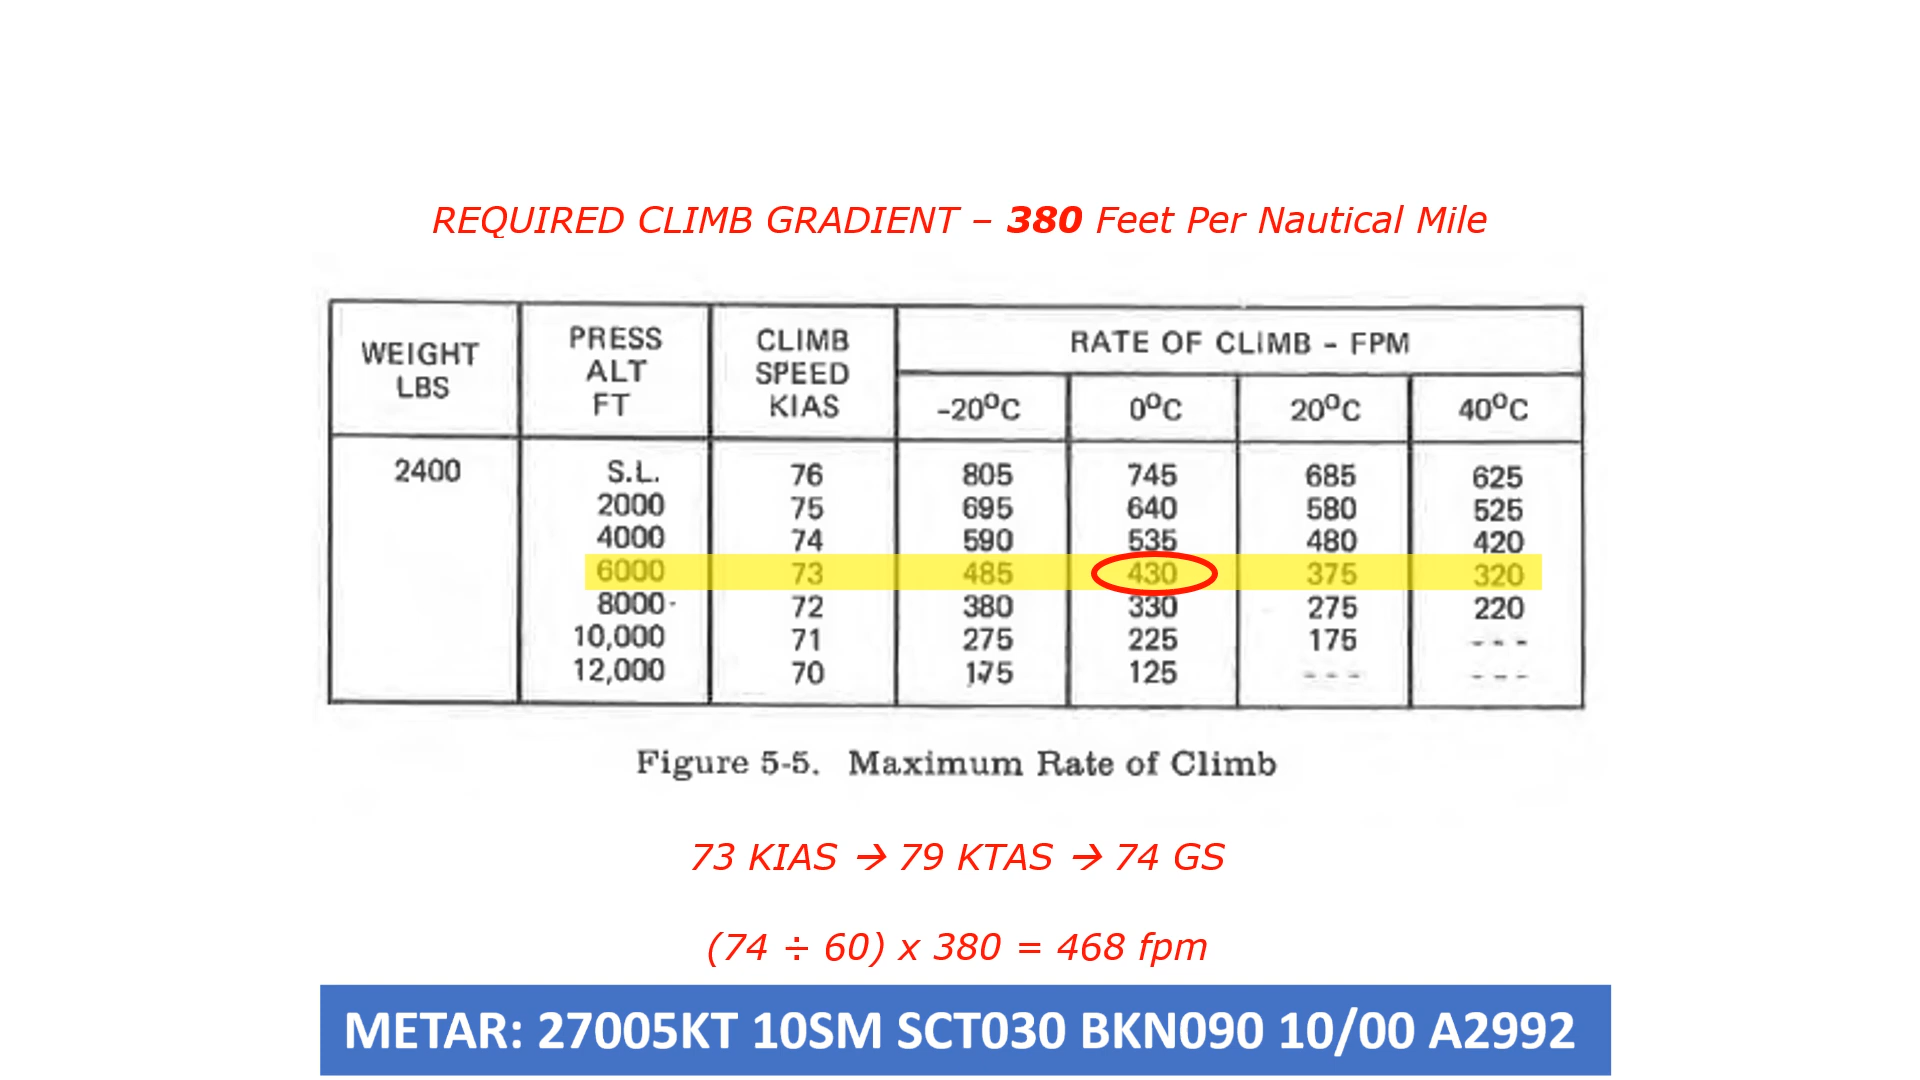 REQUIRED CLIMB GRADIENT – 380 Feet Per Nautical Mile
WEIGHT LBS PRESS ALT FT CLIMB SPEED KIAS RATE OF CLIMB - FPM
-20°C 0°C 20°C 40°C
2400 S.L. 76 805 745 685 625
2000 75 695 640 580 525
4000 74 590 535 480 420
6000 73 485 430 375 320
8000 72 380 330 275 220
10,000 71 275 225 175 ---
12,000 70 175 125 --- ---
Figure 5-5. Maximum Rate of Climb
73 KIAS → 79 KTAS → 74 GS
(74 ÷ 60) x 380 = 468 fpm
METAR: 27005KT 10SM SCT030 BKN090 10/00 A2992